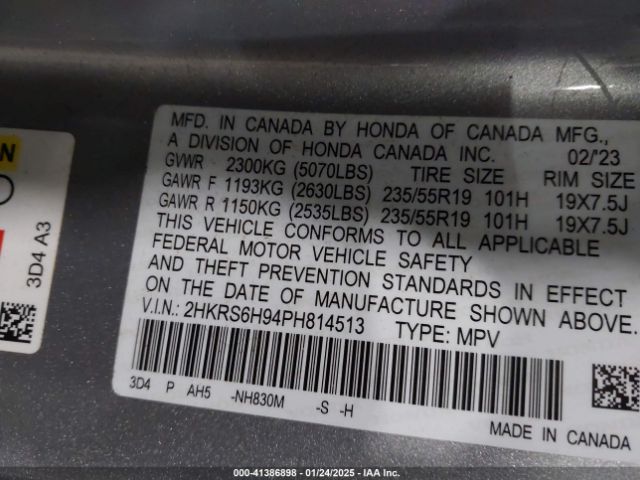 N
3D4 A3
MFD. IN CANADA BY HONDA OF CANADA MFG.,
A DIVISION OF HONDA CANADA INC. 02/'23
GVWR 2300KG (5070LBS) TIRE SIZE RIM SIZE
GAWR F 1193KG (2630LBS) 235/55R19 101H 19X7.5J
GAWR R 1150KG (2535LBS) 235/55R19 101H 19X7.5J
THIS VEHICLE CONFORMS TO ALL APPLICABLE
FEDERAL MOTOR VEHICLE SAFETY
AND THEFT PREVENTION STANDARDS IN EFFECT
ON THE DATE OF MANUFACTURE SHOWN ABOVE.
V.I.N.: 2HKRS6H94PH814513 TYPE: MPV
3D4 P AH5 -NH830M -S -H
MADE IN CANADA
000-41386898 - 01/24/2025 - IAA Inc.